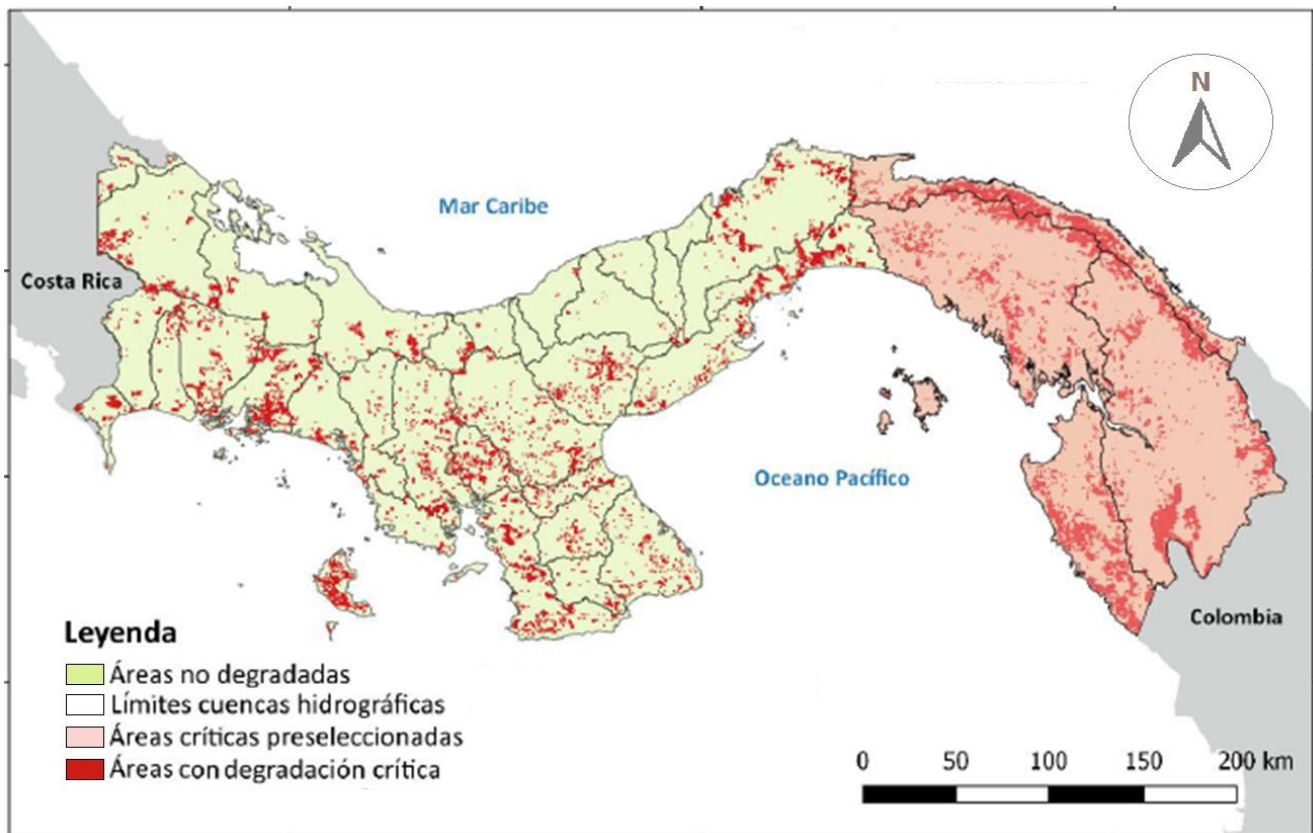 N
Mar Caribe
Costa Rica
Oceano Pacífico
Colombia
Leyenda
Áreas no degradadas
Límites cuencas hidrográficas
Áreas críticas preseleccionadas
Áreas con degradación crítica
0 50 100 150 200 km